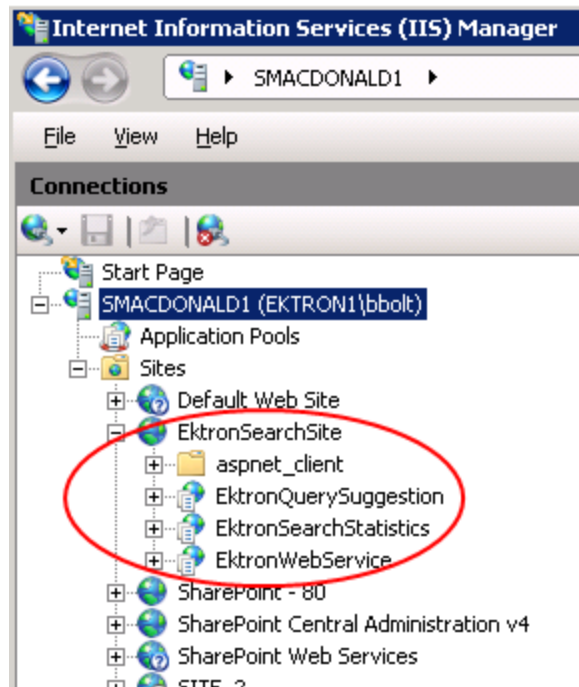 Internet Information Services (IIS) Manager
SMACDONALD1
File View Help
Connections
Start Page
SMACDONALD1 (EKTRON1\bbolt)
Application Pools
Sites
Default Web Site
EktronSearchSite
aspnet_client
EktronQuerySuggestion
EktronSearchStatistics
EktronWebService
SharePoint - 80
SharePoint Central Administration v4
SharePoint Web Services